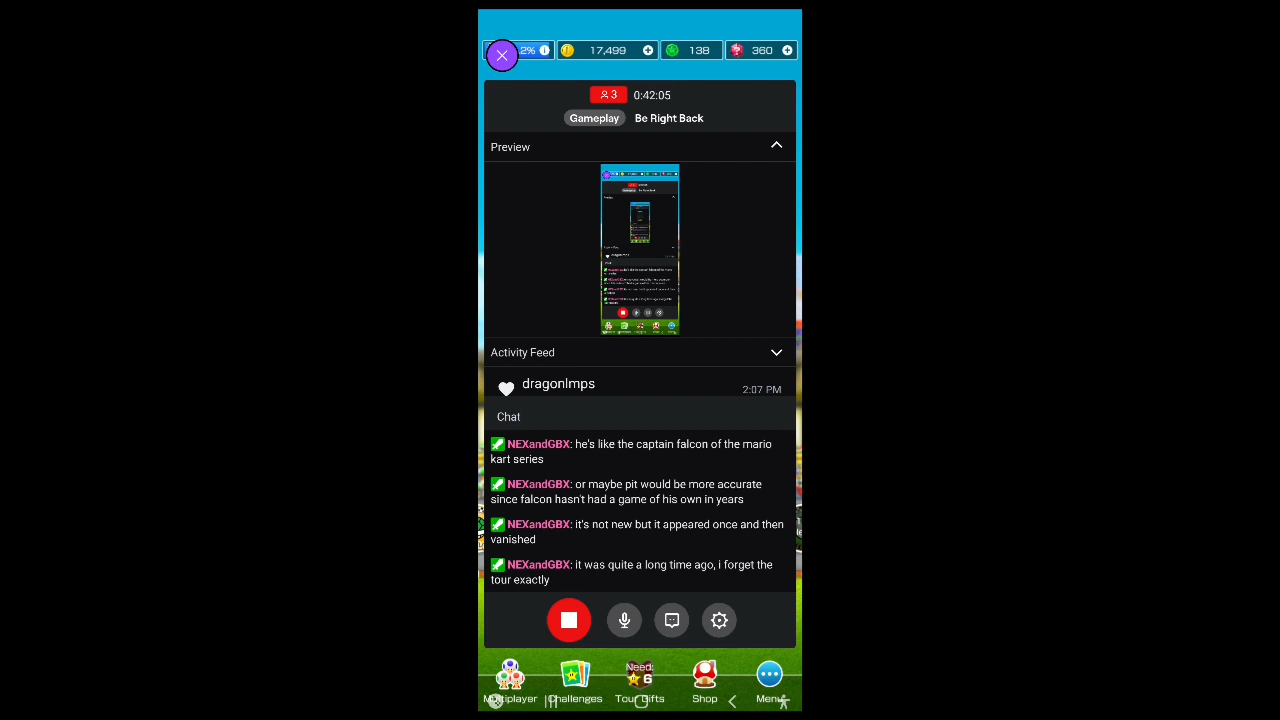 .2% i 17,499 138 360
3 0:42:05
Gameplay Be Right Back
Preview
Activity Feed
dragonlmps 2:07 PM
Chat
NEXandGBX: he's like the captain falcon of the mario
kart series
NEXandGBX: or maybe pit would be more accurate
since falcon hasn't had a game of his own in years
NEXandGBX: it's not new but it appeared once and then
vanished
NEXandGBX: it was quite a long time ago, i forget the
tour exactly
Need:
6
Multiplayer Challenges Tour Gifts Shop Menu